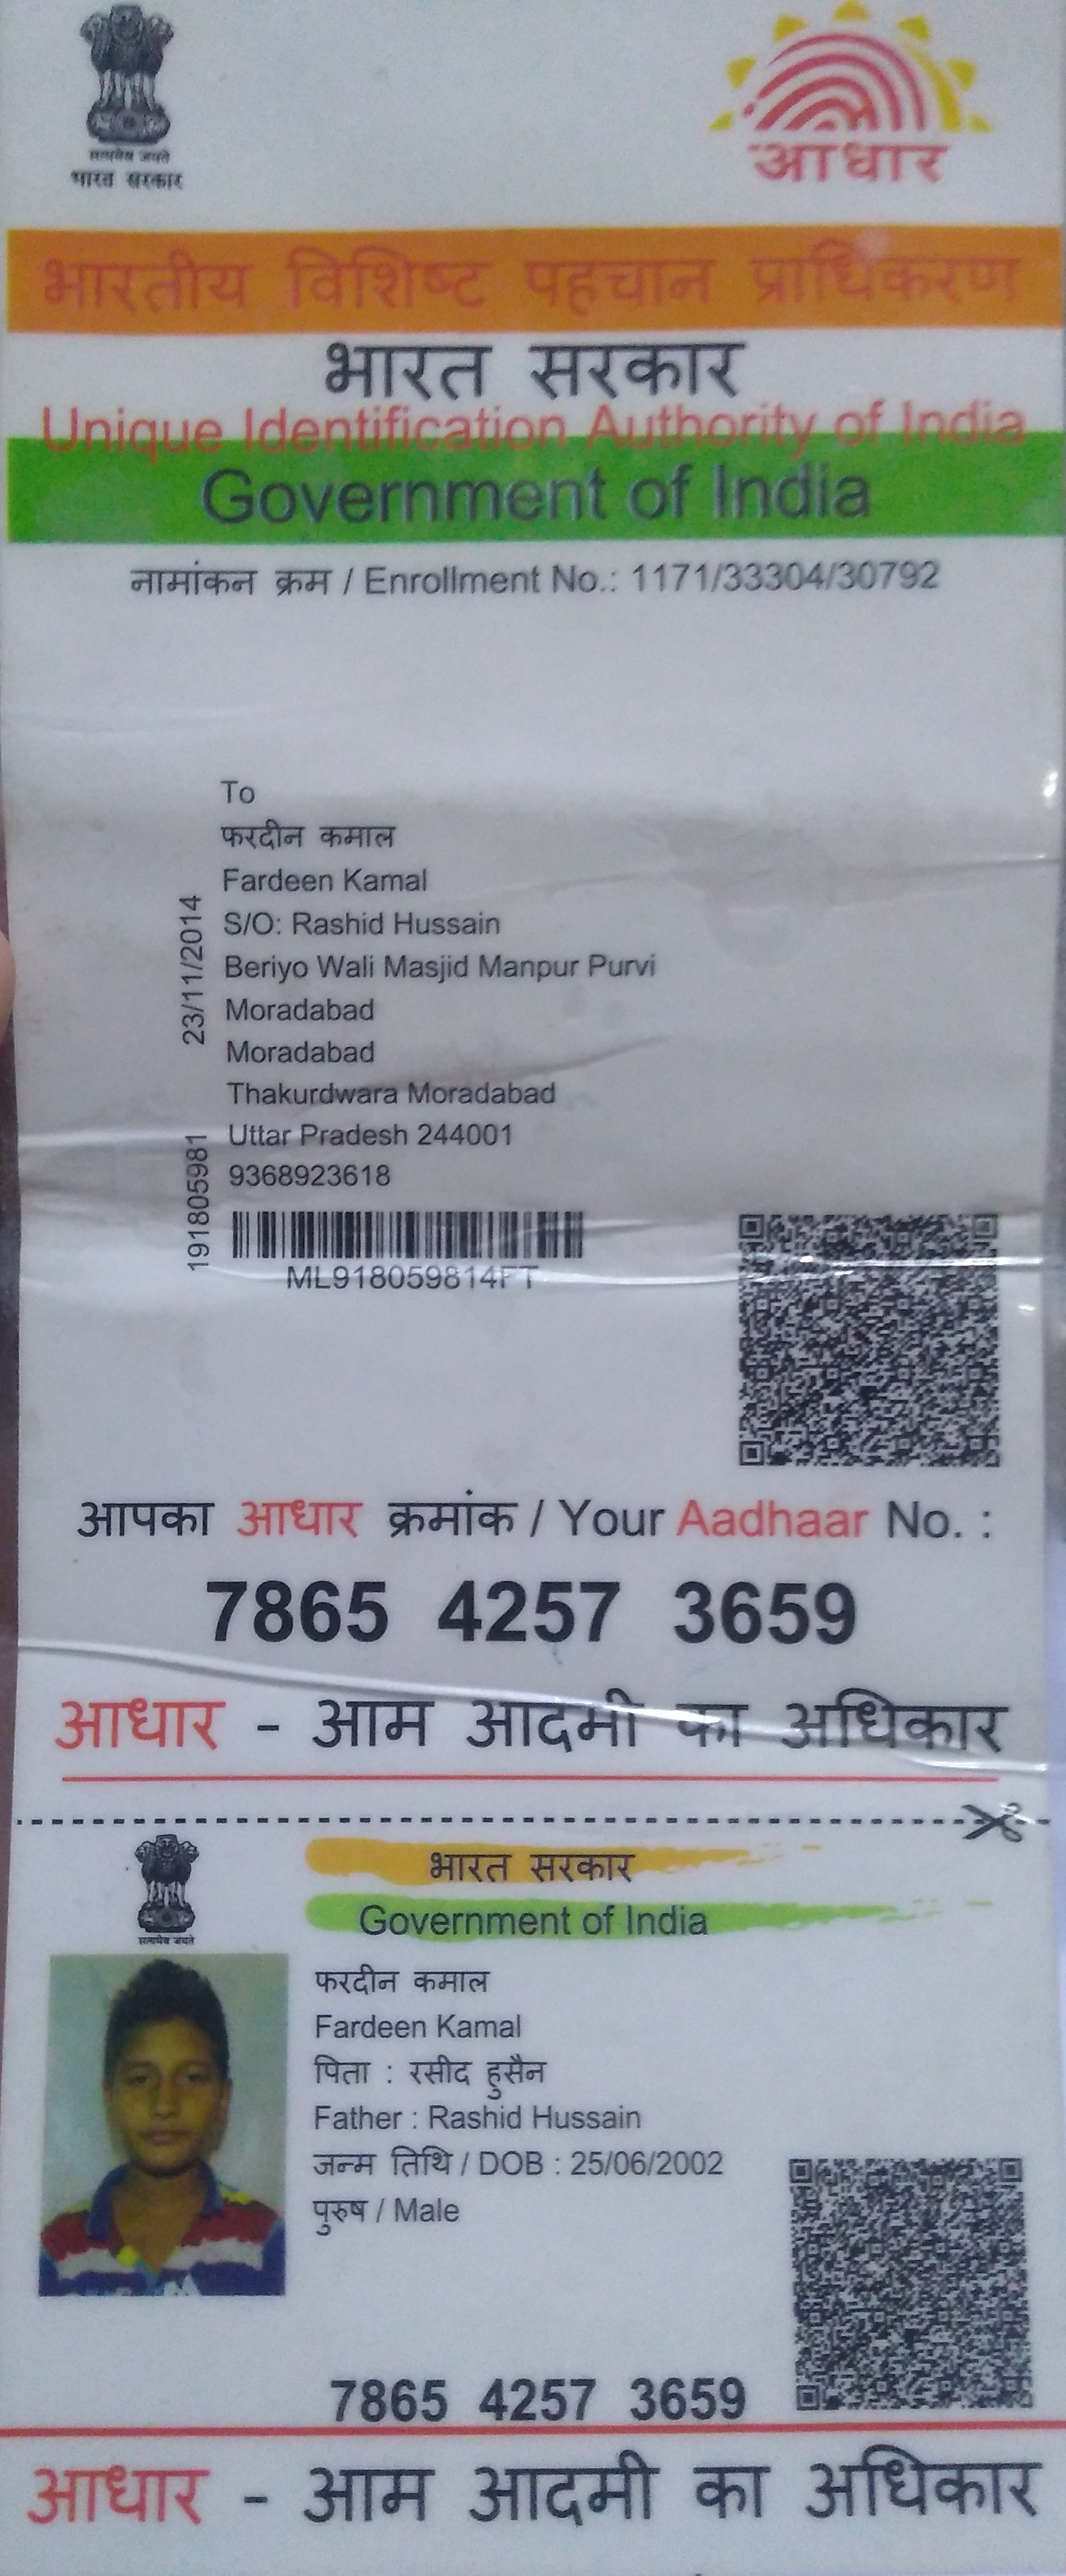 सत्यमेव जयते
भारत सरकार
आधार
भारतीय विशिष्ट पहचान प्राधिकरण
भारत सरकार
Unique Identification Authority of India
Government of India
नामांकन क्रम / Enrollment No.: 1171/33304/30792
To
फरदीन कमाल
Fardeen Kamal
S/O: Rashid Hussain
Beriyo Wali Masjid Manpur Purvi
Moradabad
Moradabad
Thakurdwara Moradabad
Uttar Pradesh 244001
9368923618
23/11/2014
191805981
ML918059814FT
आपका आधार क्रमांक / Your Aadhaar No. :
7865 4257 3659
आधार - आम आदमी का अधिकार
सत्यमेव जयते
भारत सरकार
Government of India
फरदीन कमाल
Fardeen Kamal
पिता : रसीद हुसैन
Father : Rashid Hussain
जन्म तिथि / DOB : 25/06/2002
पुरुष / Male
7865 4257 3659
आधार - आम आदमी का अधिकार